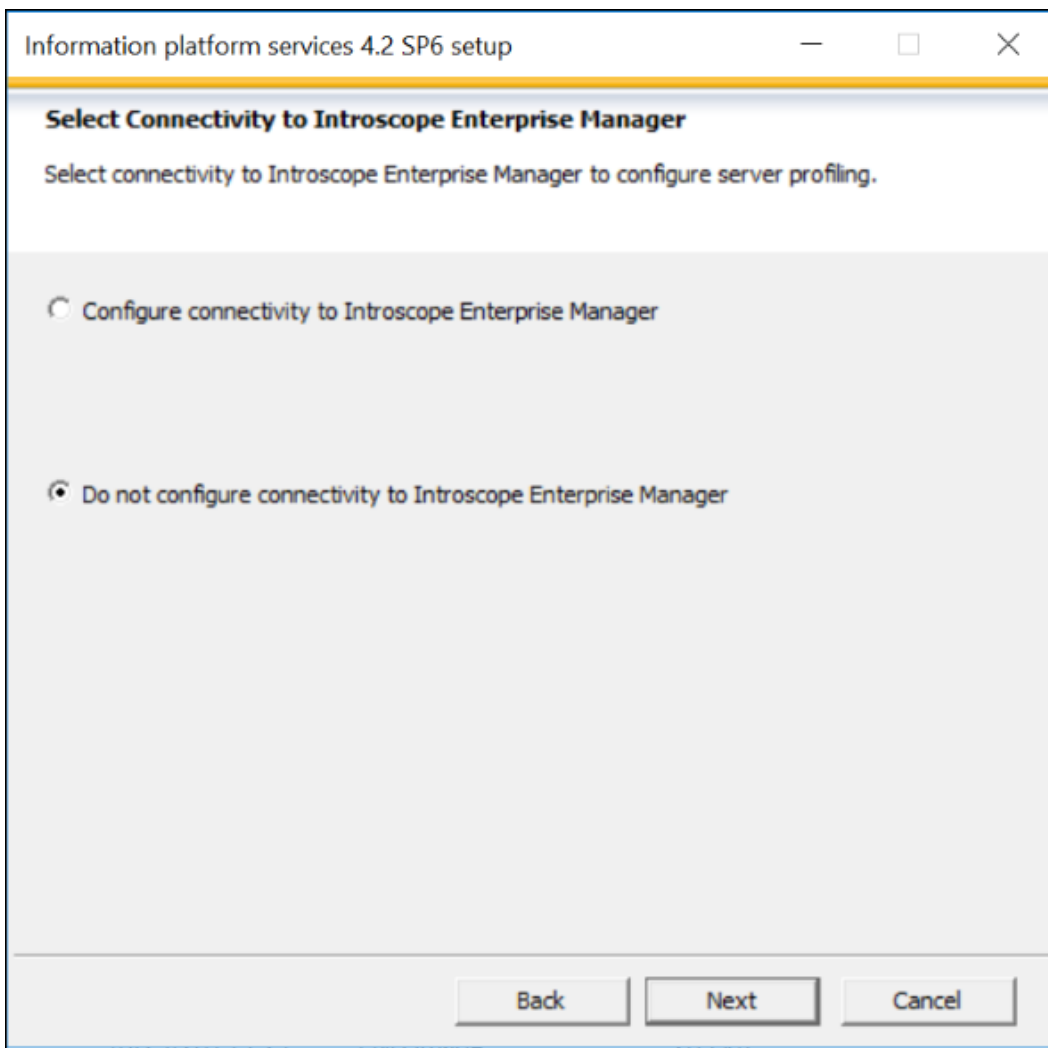 Information platform services 4.2 SP6 setup
Select Connectivity to Introscope Enterprise Manager
Select connectivity to Introscope Enterprise Manager to configure server profiling.
Configure connectivity to Introscope Enterprise Manager
Do not configure connectivity to Introscope Enterprise Manager
Back Next Cancel